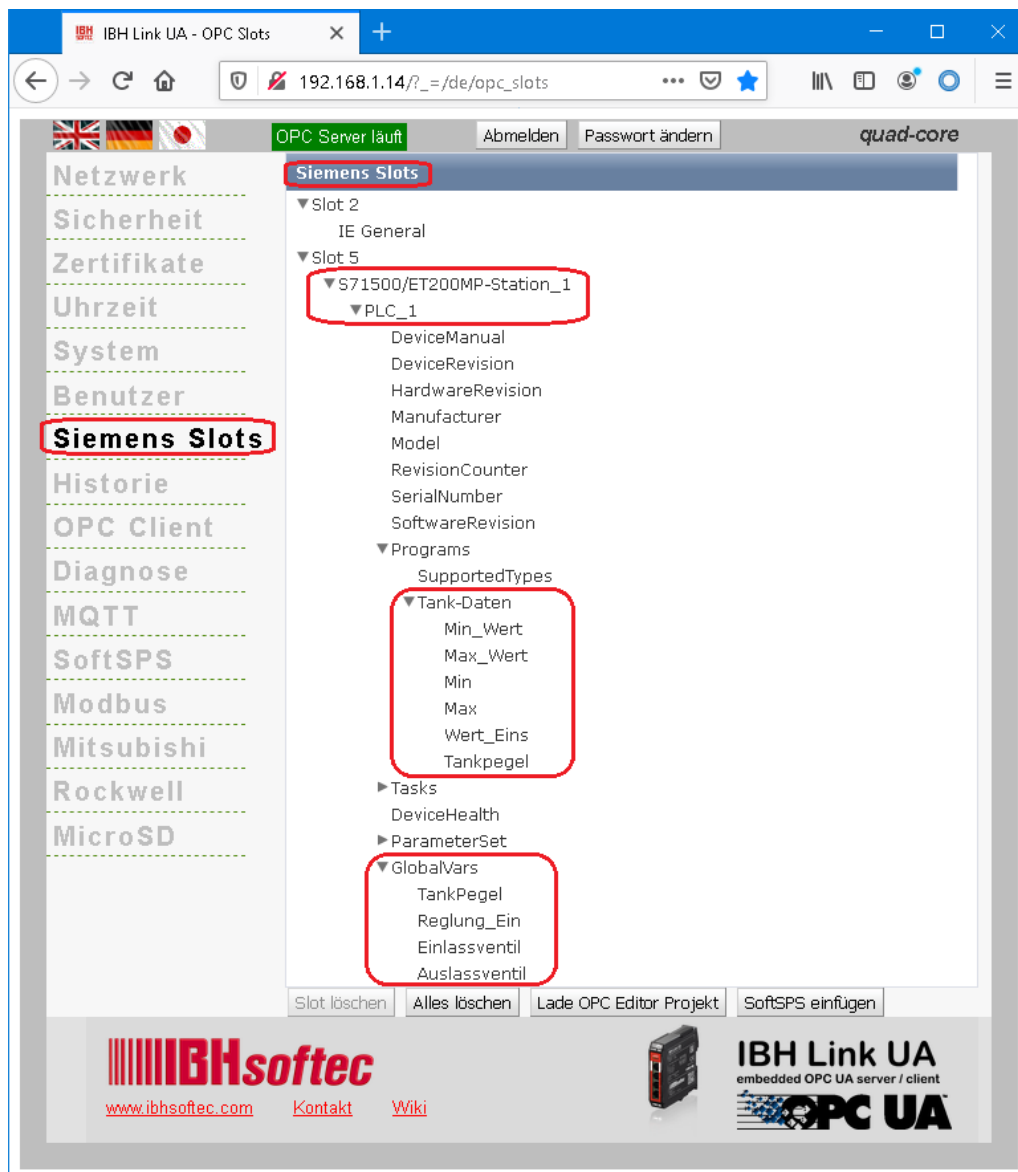 IBH Link UA - OPC Slots
192.168.1.14/?_=/de/opc_slots
OPC Server läuft
Abmelden
Passwort ändern
quad-core
Netzwerk
Sicherheit
Zertifikate
Uhrzeit
System
Benutzer
Siemens Slots
Historie
OPC Client
Diagnose
MQTT
SoftSPS
Modbus
Mitsubishi
Rockwell
MicroSD
Siemens Slots
Slot 2
IE General
Slot 5
S71500/ET200MP-Station_1
PLC_1
DeviceManual
DeviceRevision
HardwareRevision
Manufacturer
Model
RevisionCounter
SerialNumber
SoftwareRevision
Programs
SupportedTypes
Tank-Daten
Min_Wert
Max_Wert
Min
Max
Wert_Eins
Tankpegel
Tasks
DeviceHealth
ParameterSet
GlobalVars
TankPegel
Reglung_Ein
Einlassventil
Auslassventil
Slot löschen
Alles löschen
Lade OPC Editor Projekt
SoftSPS einfügen
IBHsoftec
www.ibhsoftec.com
Kontakt
Wiki
IBH Link UA
embedded OPC UA server / client
OPC UA